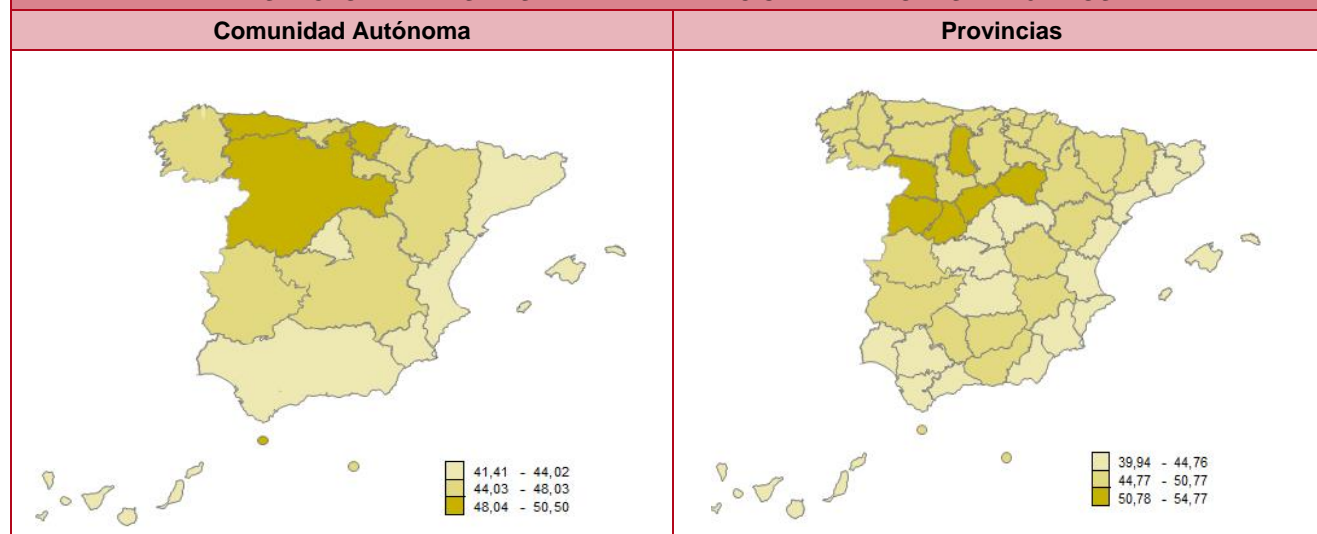 Comunidad Autónoma
Provincias
41,41 - 44,02
44,03 - 48,03
48,04 - 50,50
39,94 - 44,76
44,77 - 50,77
50,78 - 54,77